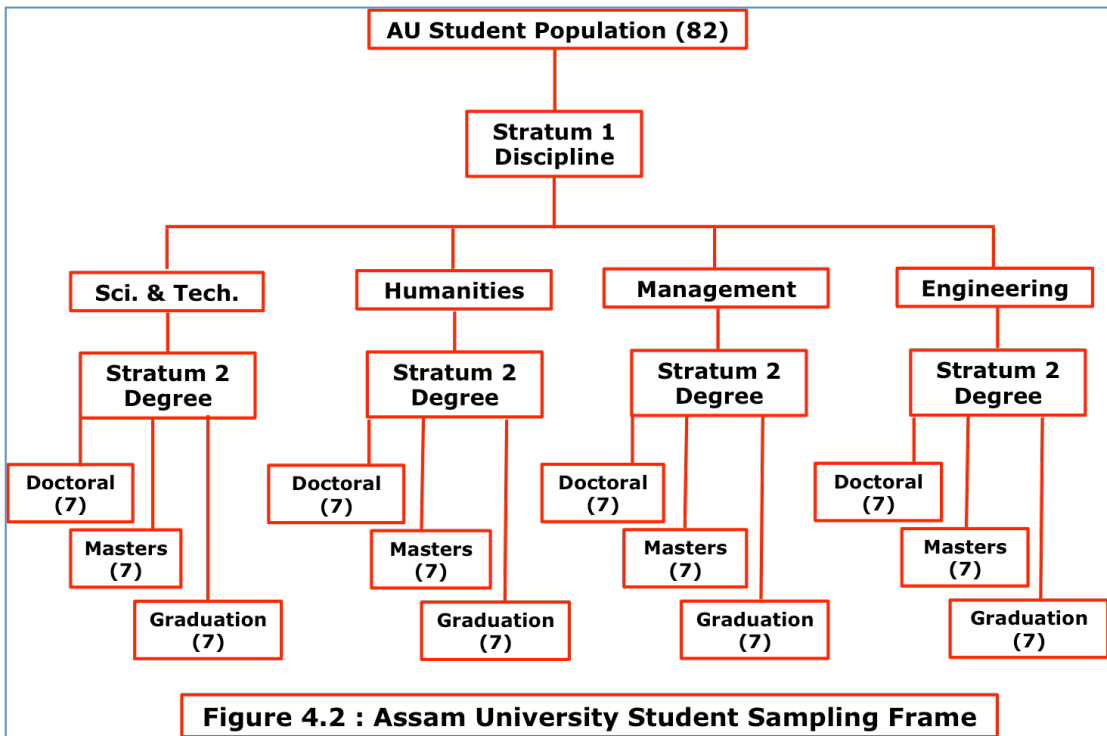 AU Student Population (82)
Stratum 1
Discipline
Sci. & Tech.
Humanities
Management
Engineering
Stratum 2
Degree
Stratum 2
Degree
Stratum 2
Degree
Stratum 2
Degree
Doctoral
(7)
Masters
(7)
Graduation
(7)
Doctoral
(7)
Masters
(7)
Graduation
(7)
Doctoral
(7)
Masters
(7)
Graduation
(7)
Doctoral
(7)
Masters
(7)
Graduation
(7)
Figure 4.2 : Assam University Student Sampling Frame